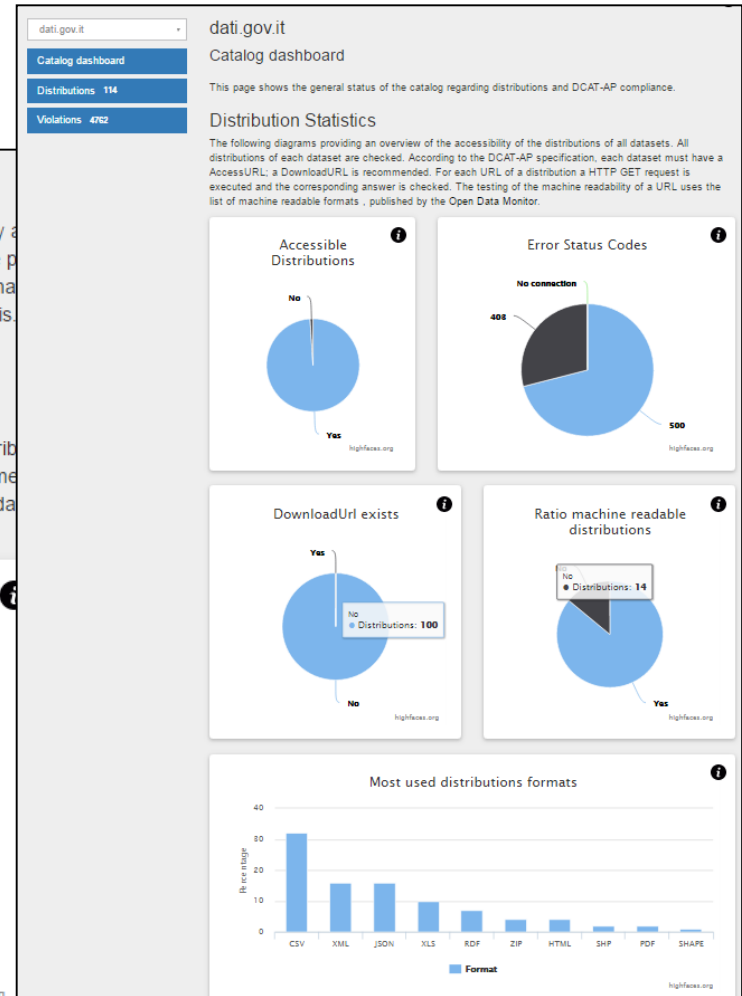 dati.gov.it
Catalog dashboard
Distributions 114
Violations 4762
dati.gov.it
Catalog dashboard
This page shows the general status of the catalog regarding distributions and DCAT-AP compliance.
Distribution Statistics
The following diagrams providing an overview of the accessibility of the distributions of all datasets. All
distributions of each dataset are checked. According to the DCAT-AP specification, each dataset must have a
AccessURL; a DownloadURL is recommended. For each URL of a distribution a HTTP GET request is
executed and the corresponding answer is checked. The testing of the machine readability of a URL uses the
list of machine readable formats , published by the Open Data Monitor.
Accessible
Distributions
No
Yes
highfaces.org
Error Status Codes
No connection
408
500
highfaces.org
DownloadUrl exists
Yes
No
Distributions: 100
No
highfaces.org
Ratio machine readable
distributions
No
Distributions: 14
Yes
highfaces.org
Most used distributions formats
Percentage
40
30
20
10
0
CSV XML JSON XLS RDF ZIP HTML SHP PDF SHAPE
Format
highfaces.org